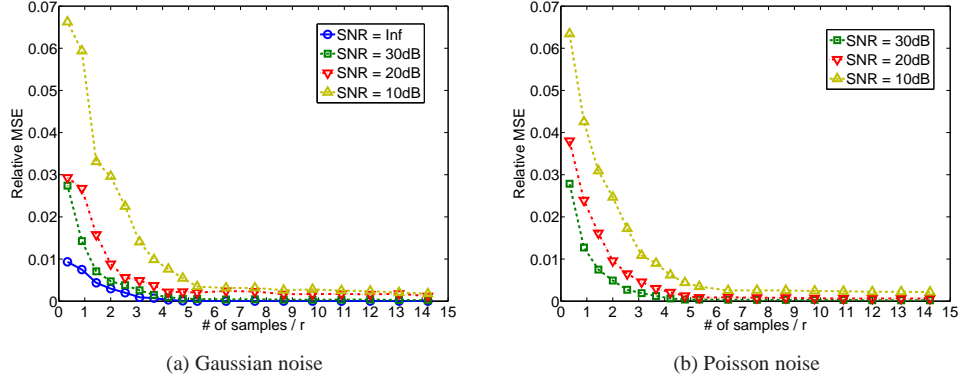 0.07
0.06
0.05
0.04
0.03
0.02
0.01
0
Relative MSE
SNR = Inf
SNR = 30dB
SNR = 20dB
SNR = 10dB
0 1 2 3 4 5 6 7 8 9 10 11 12 13 14 15
# of samples / r
(a) Gaussian noise
0.07
0.06
0.05
0.04
0.03
0.02
0.01
0
Relative MSE
SNR = 30dB
SNR = 20dB
SNR = 10dB
0 1 2 3 4 5 6 7 8 9 10 11 12 13 14 15
# of samples / r
(b) Poisson noise